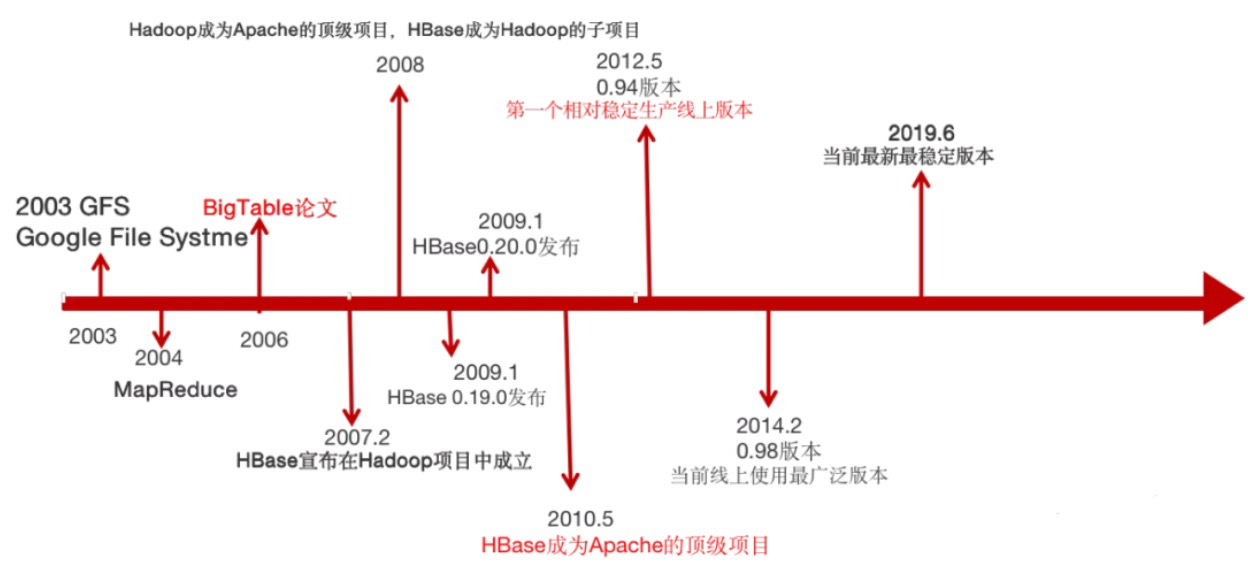 Hadoop成为Apache的顶级项目，HBase成为Hadoop的子项目
2008
2012.5
0.94版本
第一个相对稳定生产线上版本
2019.6
当前最新最稳定版本
2003 GFS
Google File Systme
BigTable论文
2009.1
HBase0.20.0发布
2003
2004
MapReduce
2006
2009.1
HBase 0.19.0发布
2007.2
HBase宣布在Hadoop项目中成立
2014.2
0.98版本
当前线上使用最广泛版本
2010.5
HBase成为Apache的顶级项目